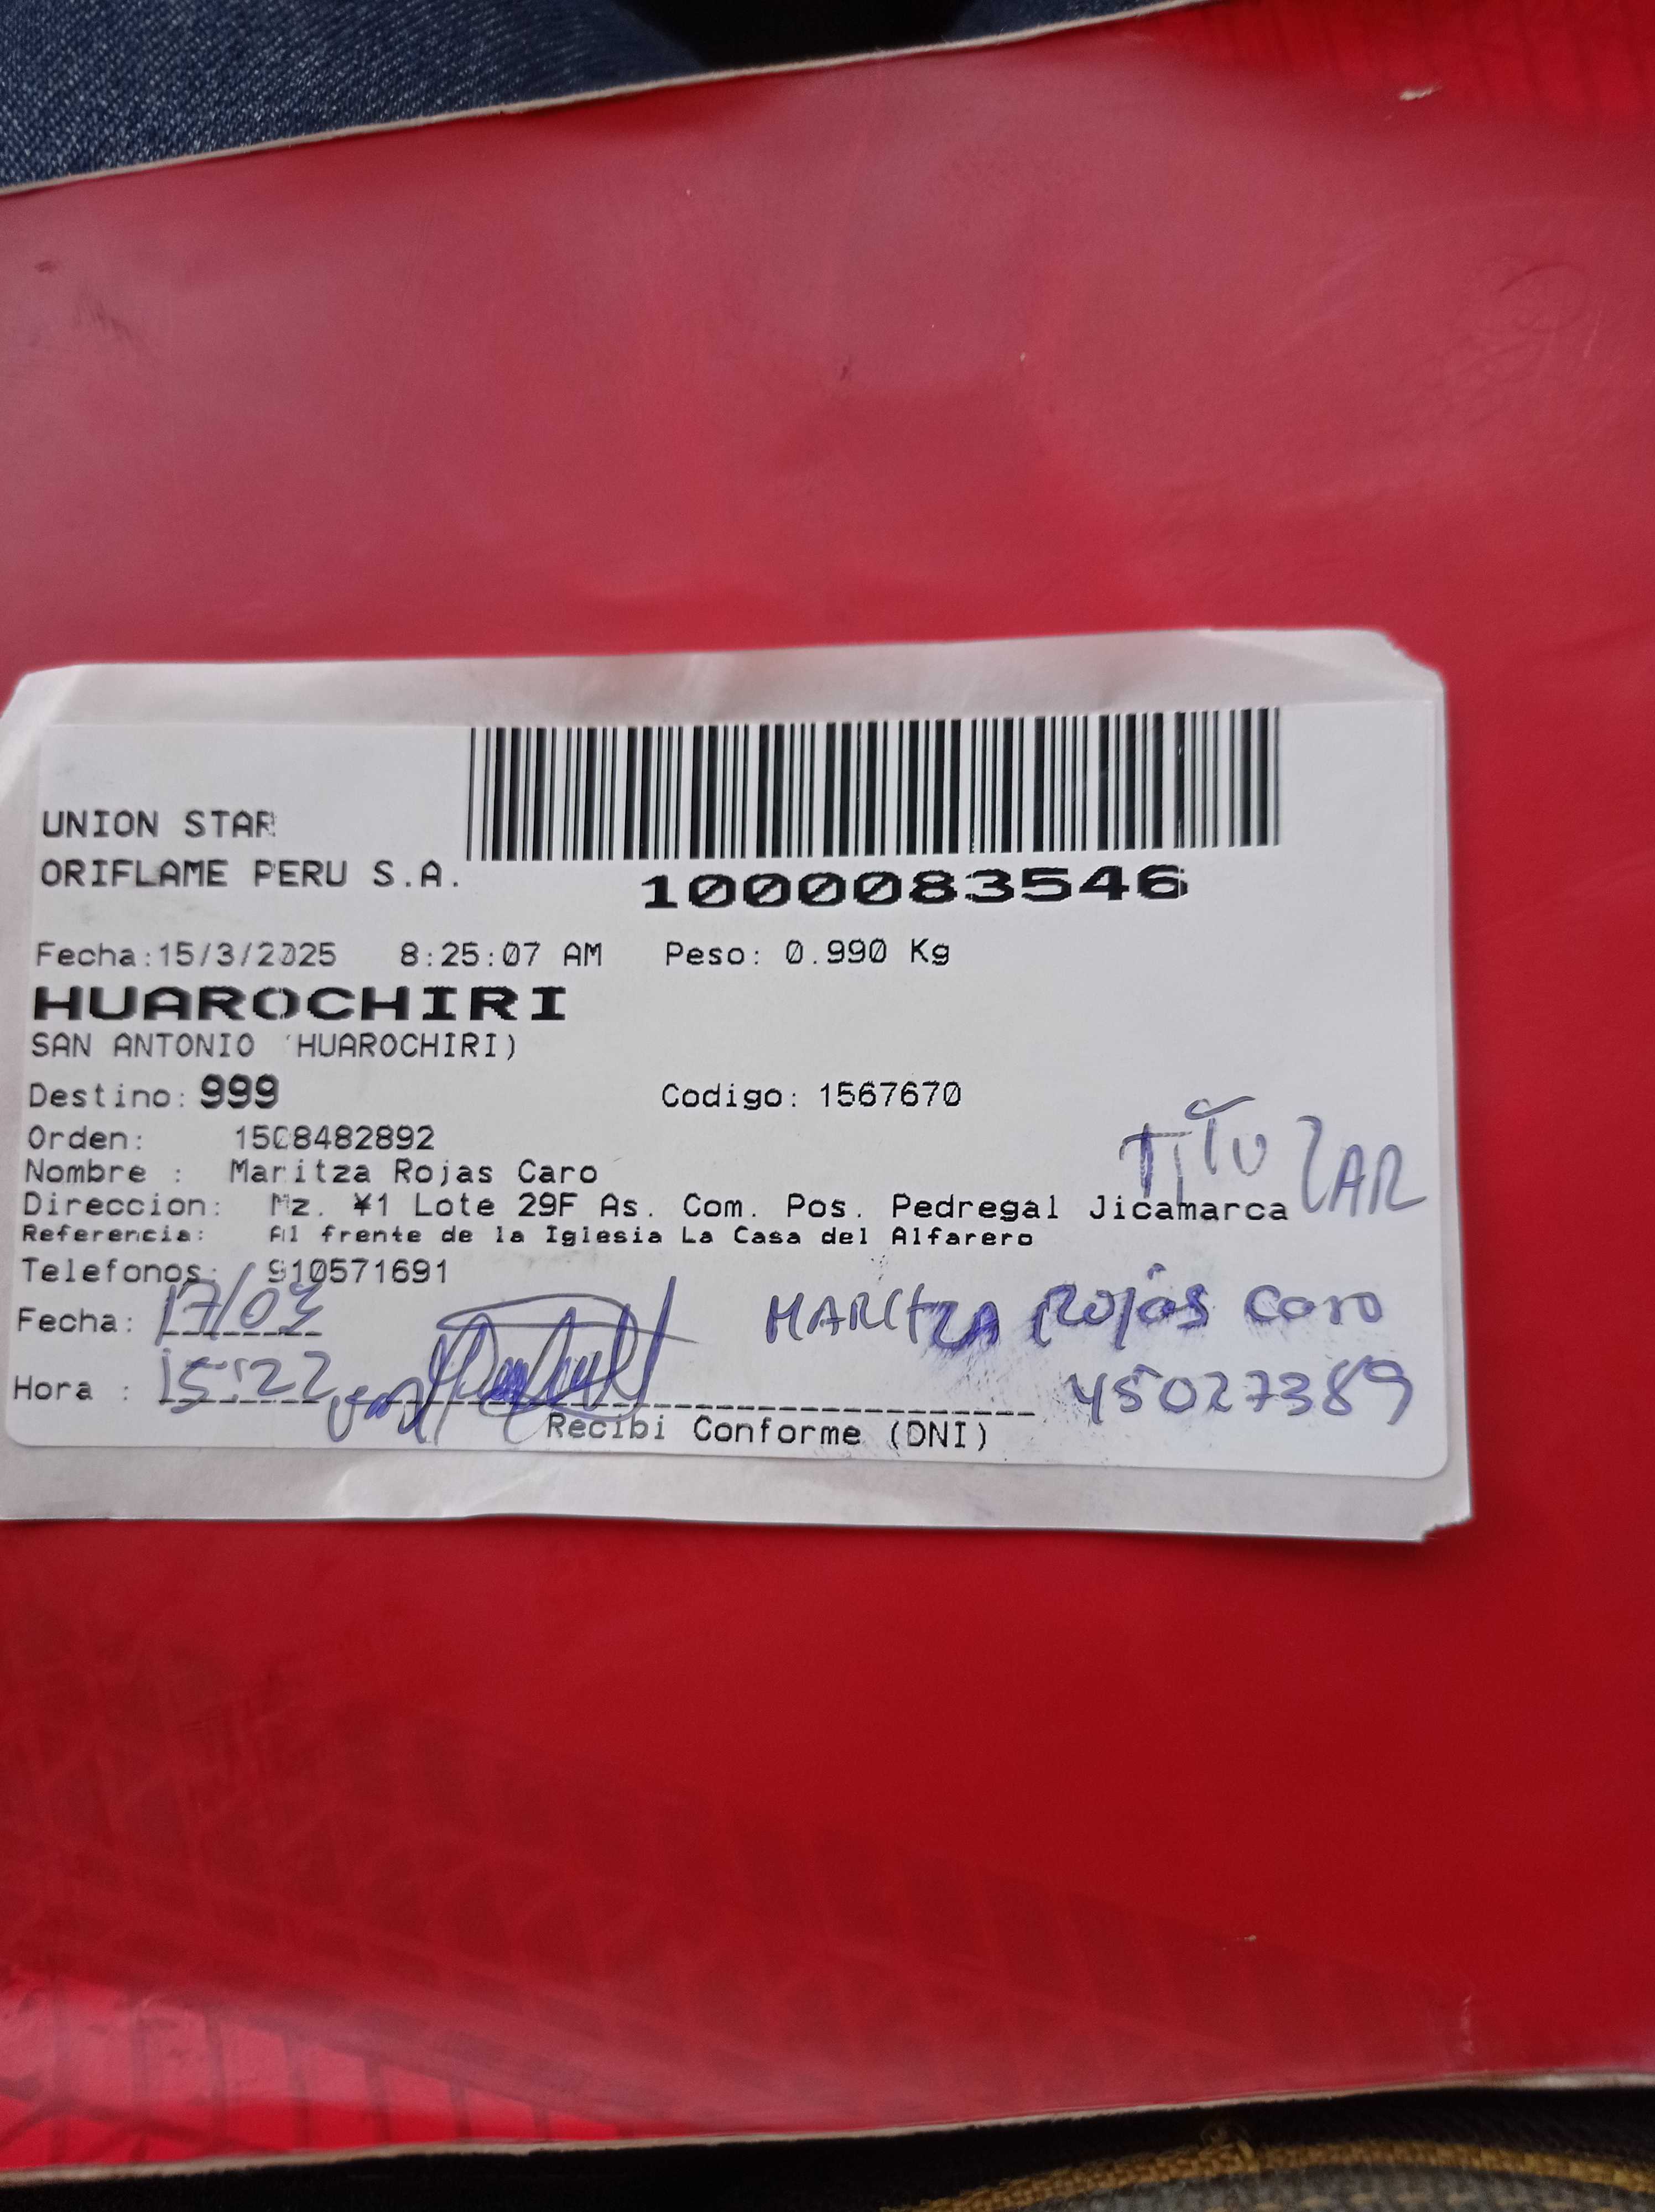 UNION STAR
ORIFLAME PERU S.A.
1000083546
Fecha:15/3/2025 8:25:07 AM Peso: 0.990 Kg
HUAROCHIRI
SAN ANTONIO (HUAROCHIRI)
Destino: 999 Codigo: 1567670
Orden: 1508482892
TITULAR
Nombre : Maritza Rojas Caro
Direccion: Mz. ¥1 Lote 29F As. Com. Pos. Pedregal Jicamarca
Referencia: Al frente de la Iglesia La Casa del Alfarero
Telefonos: 910571691
Fecha: 17/03 MARITZA Rojas Caro
Hora : 15:22 45027389
Recibi Conforme (DNI)